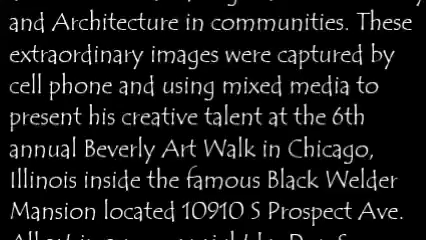 and Architecture in communities. These
extraordinary images were captured by
cell phone and using mixed media to
present his creative talent at the 6th
annual Beverly Art Walk in Chicago,
Illinois inside the famous Black Welder
Mansion located 10910 S Prospect Ave.